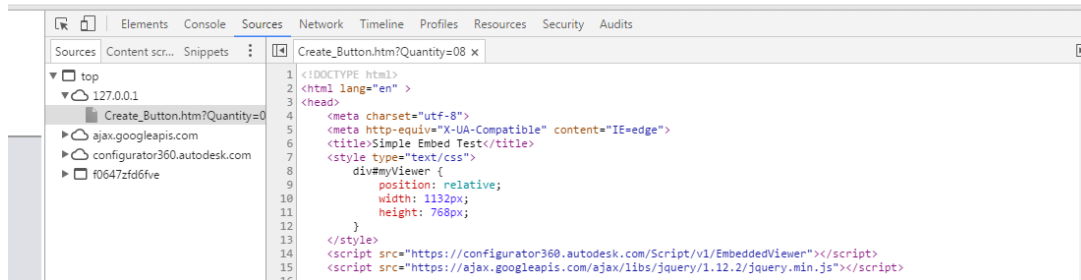 Elements Console Sources Network Timeline Profiles Resources Security Audits
Sources Content scr... Snippets Create_Button.htm?Quantity=08 ×
top
127.0.0.1
Create_Button.htm?Quantity=0
ajax.googleapis.com
configurator360.autodesk.com
f0647zfd6fve
1 <!DOCTYPE html>
2 <html lang="en" >
3 <head>
4 <meta charset="utf-8">
5 <meta http-equiv="X-UA-Compatible" content="IE=edge">
6 <title>Simple Embed Test</title>
7 <style type="text/css">
8 div#myViewer {
9 position: relative;
10 width: 1132px;
11 height: 768px;
12 }
13 </style>
14 <script src="https://configurator360.autodesk.com/Script/v1/EmbeddedViewer"></script>
15 <script src="https://ajax.googleapis.com/ajax/libs/jquery/1.12.2/jquery.min.js"></script>